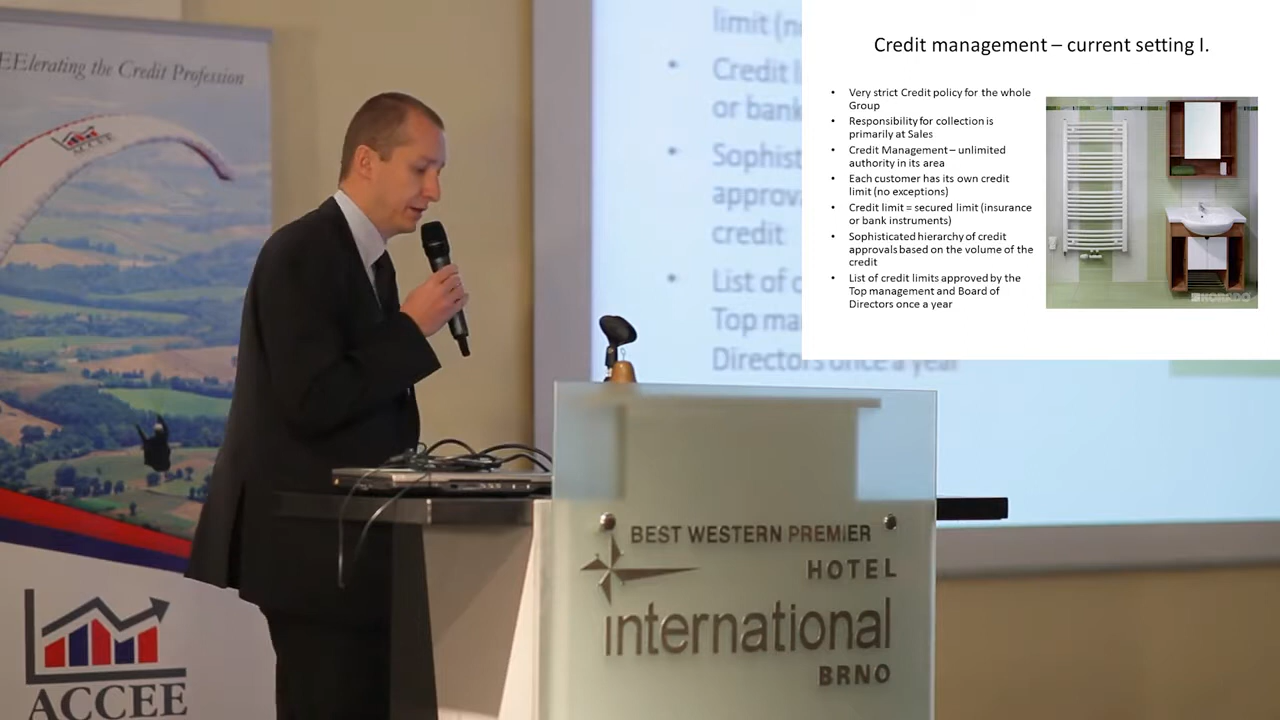 EElerating the Credit Profession
ACCEE
ACCEE
limit (n
Credit l
or bank
Sophist
approva
credit
List of c
Top ma
Directors once a year
Credit management – current setting I.
• Very strict Credit policy for the whole
Group
• Responsibility for collection is
primarily at Sales
• Credit Management – unlimited
authority in its area
• Each customer has its own credit
limit (no exceptions)
• Credit limit = secured limit (insurance
or bank instruments)
• Sophisticated hierarchy of credit
approvals based on the volume of the
credit
• List of credit limits approved by the
Top management and Board of
Directors once a year
KORADO
BEST WESTERN PREMIER
HOTEL
international
BRNO